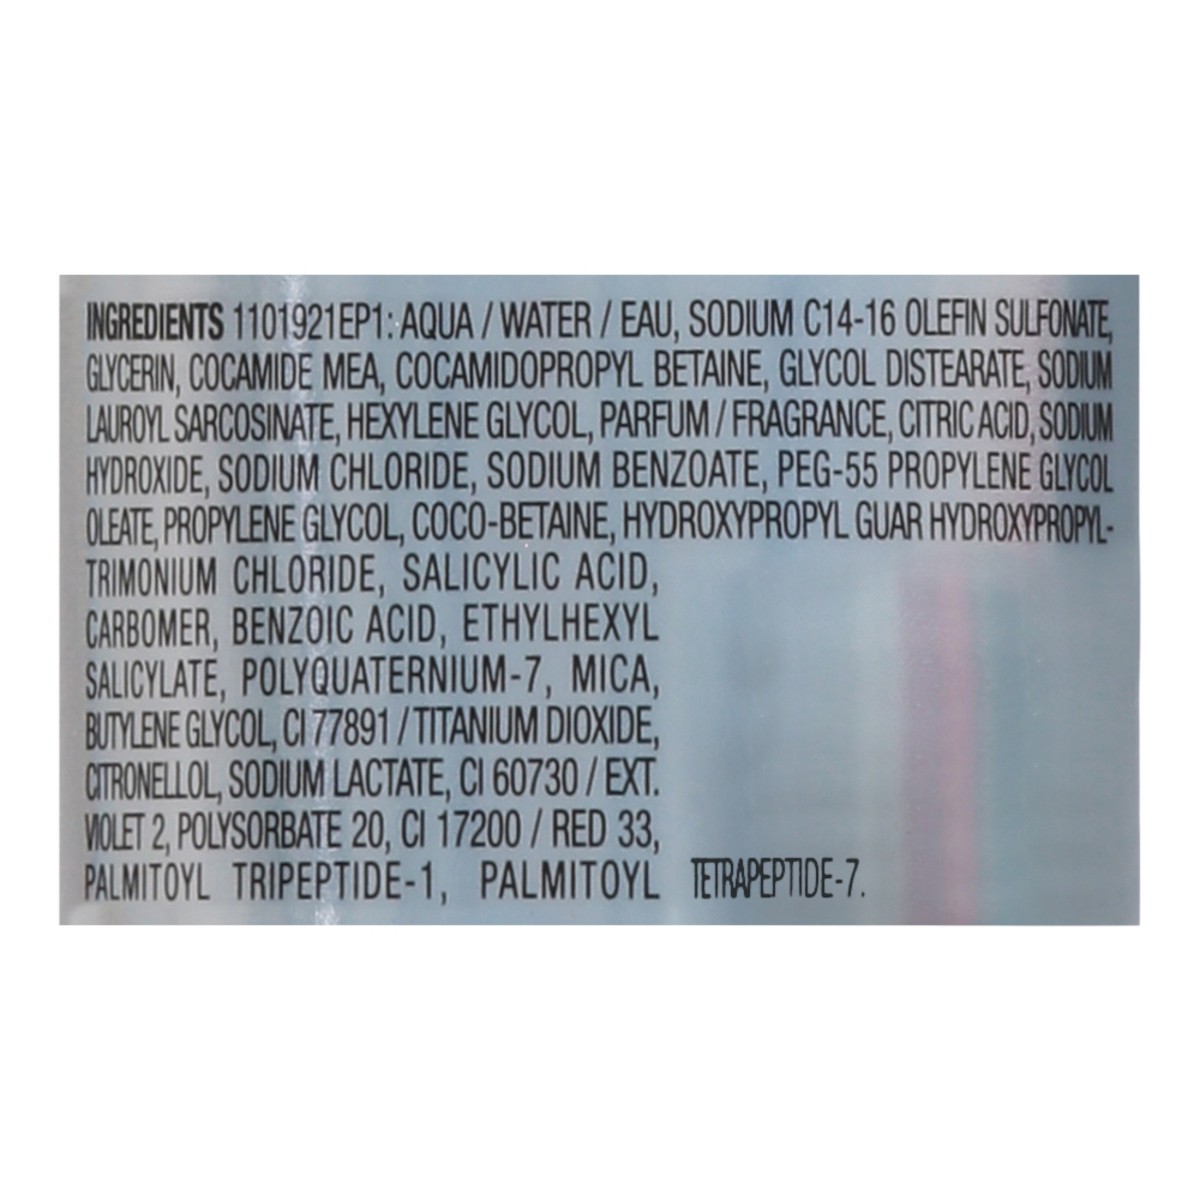 INGREDIENTS 1101921EP1: AQUA / WATER / EAU, SODIUM C14-16 OLEFIN SULFONATE,
GLYCERIN, COCAMIDE MEA, COCAMIDOPROPYL BETAINE, GLYCOL DISTEARATE, SODIUM
LAUROYL SARCOSINATE, HEXYLENE GLYCOL, PARFUM / FRAGRANCE, CITRIC ACID, SODIUM
HYDROXIDE, SODIUM CHLORIDE, SODIUM BENZOATE, PEG-55 PROPYLENE GLYCOL
OLEATE, PROPYLENE GLYCOL, COCO-BETAINE, HYDROXYPROPYL GUAR HYDROXYPROPYL-
TRIMONIUM CHLORIDE, SALICYLIC ACID,
CARBOMER, BENZOIC ACID, ETHYLHEXYL
SALICYLATE, POLYQUATERNIUM-7, MICA,
BUTYLENE GLYCOL, CI 77891 / TITANIUM DIOXIDE,
CITRONELLOL, SODIUM LACTATE, CI 60730 / EXT.
VIOLET 2, POLYSORBATE 20, CI 17200 / RED 33,
PALMITOYL TRIPEPTIDE-1, PALMITOYL TETRAPEPTIDE-7.